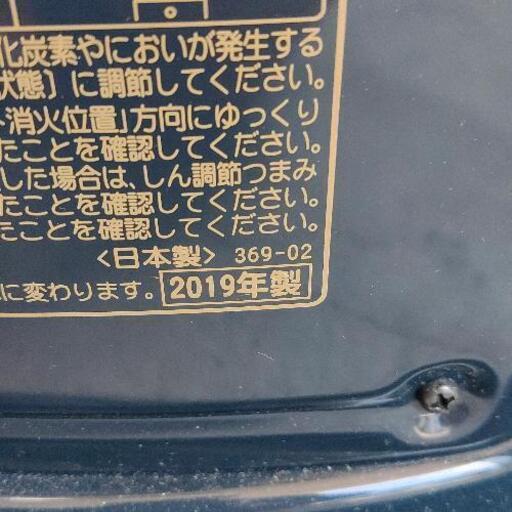 化炭素やにおいが発生する
状態〕に調節してください。
消火位置」方向にゆっくり
たことを確認してください。
した場合は、しん調節つまみ
たことを確認してください。
たことを確認してください。
<日本製> 369-02
に変わります。 2019年製